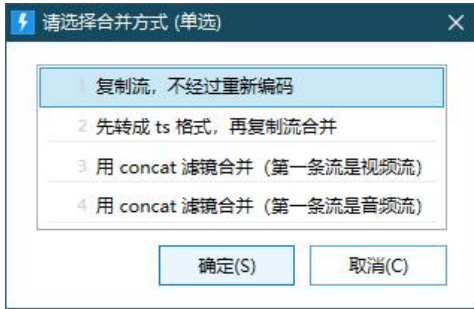 请选择合并方式 (单选)
1 复制流，不经过重新编码
2 先转成 ts 格式，再复制流合并
3 用 concat 滤镜合并（第一条流是视频流）
4 用 concat 滤镜合并（第一条流是音频流）
确定(S) 取消(C)